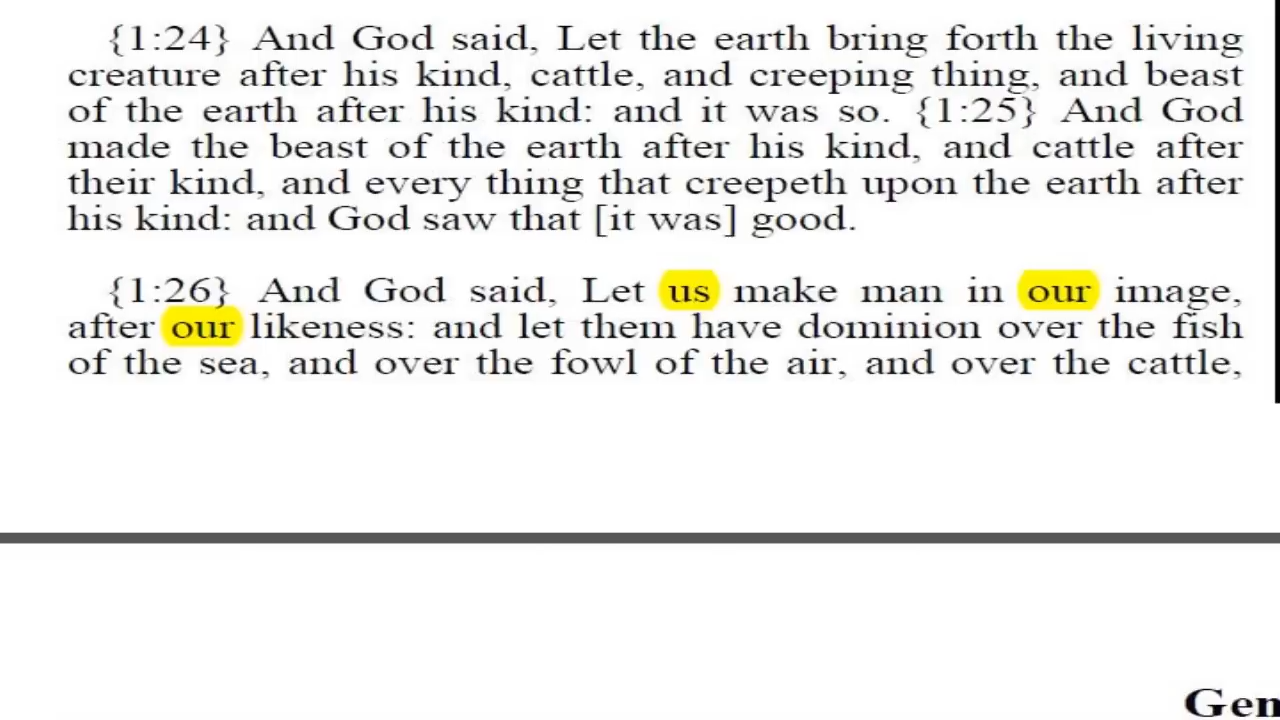 {1:24} And God said, Let the earth bring forth the living
creature after his kind, cattle, and creeping thing, and beast
of the earth after his kind: and it was so. {1:25} And God
made the beast of the earth after his kind, and cattle after
their kind, and every thing that creepeth upon the earth after
his kind: and God saw that [it was] good.
{1:26} And God said, Let us make man in our image,
after our likeness: and let them have dominion over the fish
of the sea, and over the fowl of the air, and over the cattle,
Gen